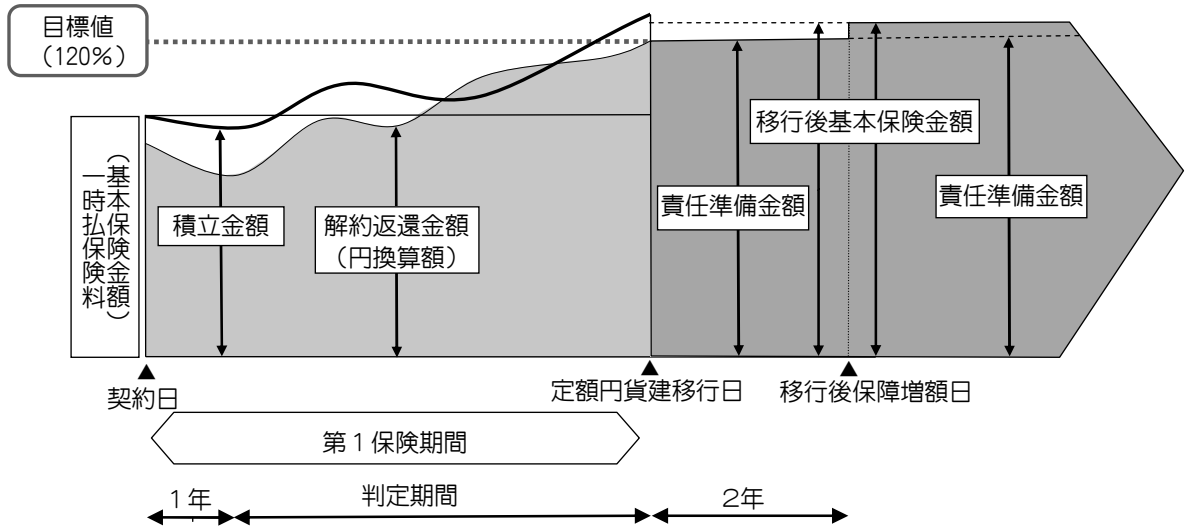 目標値
（120％）
一時払保険料
（基本保険金額）
積立金額
解約返還金額
（円換算額）
移行後基本保険金額
責任準備金額
責任準備金額
契約日
定額円貨建移行日
移行後保障増額日
第１保険期間
１年
判定期間
2年